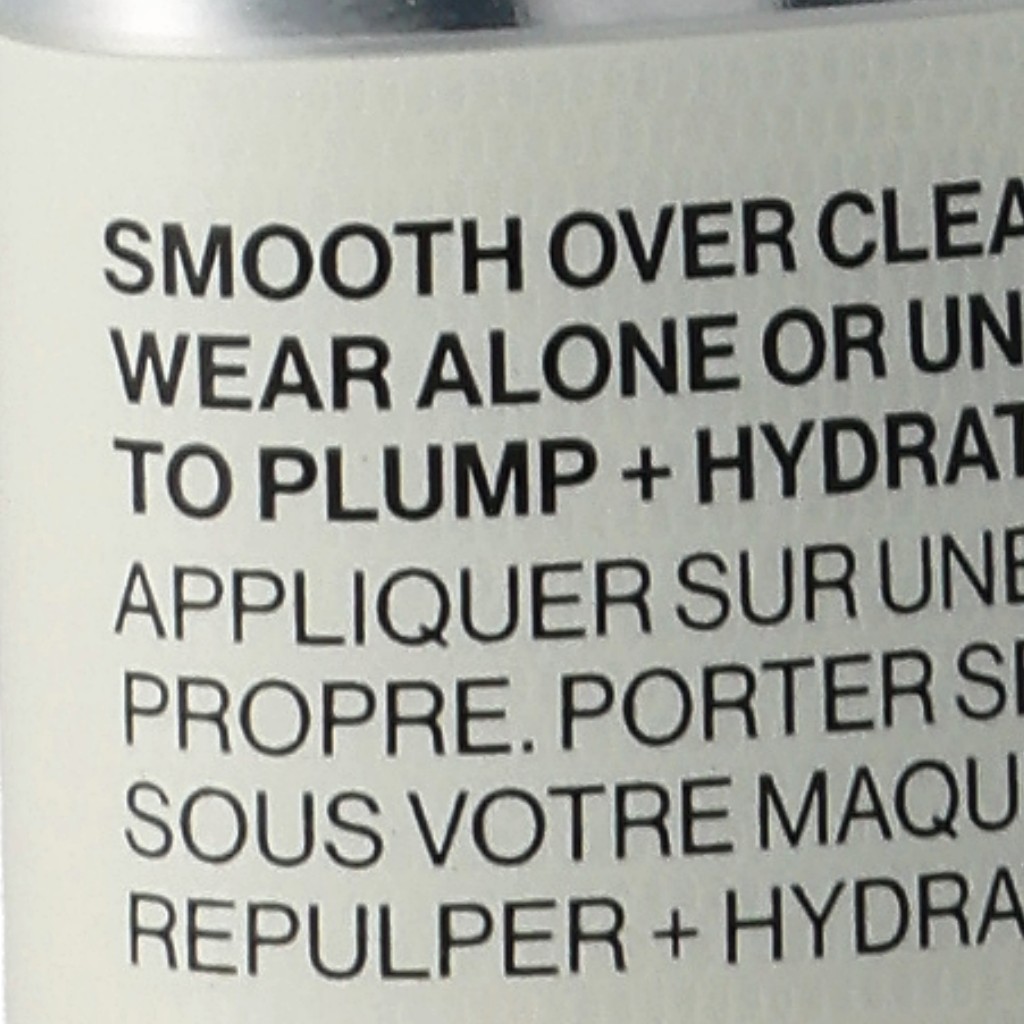 SMOOTH OVER CLEA
WEAR ALONE OR UN
TO PLUMP + HYDRAT
APPLIQUER SUR UNE
PROPRE. PORTER SE
SOUS VOTRE MAQU
REPULPER + HYDRA